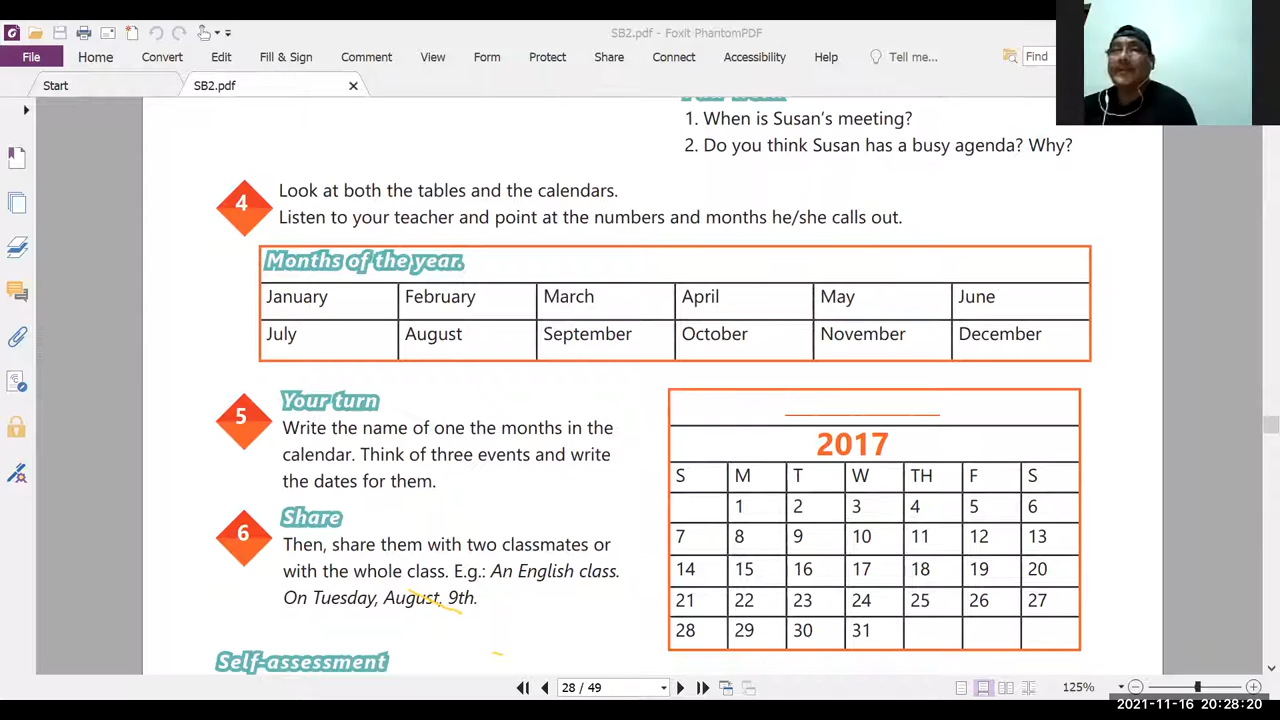 SB2.pdf - Foxit PhantomPDF
File Home Convert Edit Fill & Sign Comment View Form Protect Share Connect Accessibility Help Tell me... Find
Start SB2.pdf
1. When is Susan's meeting?
2. Do you think Susan has a busy agenda? Why?
4
Look at both the tables and the calendars.
Listen to your teacher and point at the numbers and months he/she calls out.
Months of the year.
January February March April May June
July August September October November December
5
Your turn
Write the name of one the months in the
calendar. Think of three events and write
the dates for them.
6
Share
Then, share them with two classmates or
with the whole class. E.g.: An English class.
On Tuesday, August, 9th.
2017
S M T W TH F S
1 2 3 4 5 6
7 8 9 10 11 12 13
14 15 16 17 18 19 20
21 22 23 24 25 26 27
28 29 30 31
Self-assessment
28 / 49
125%
2021-11-16 20:28:20